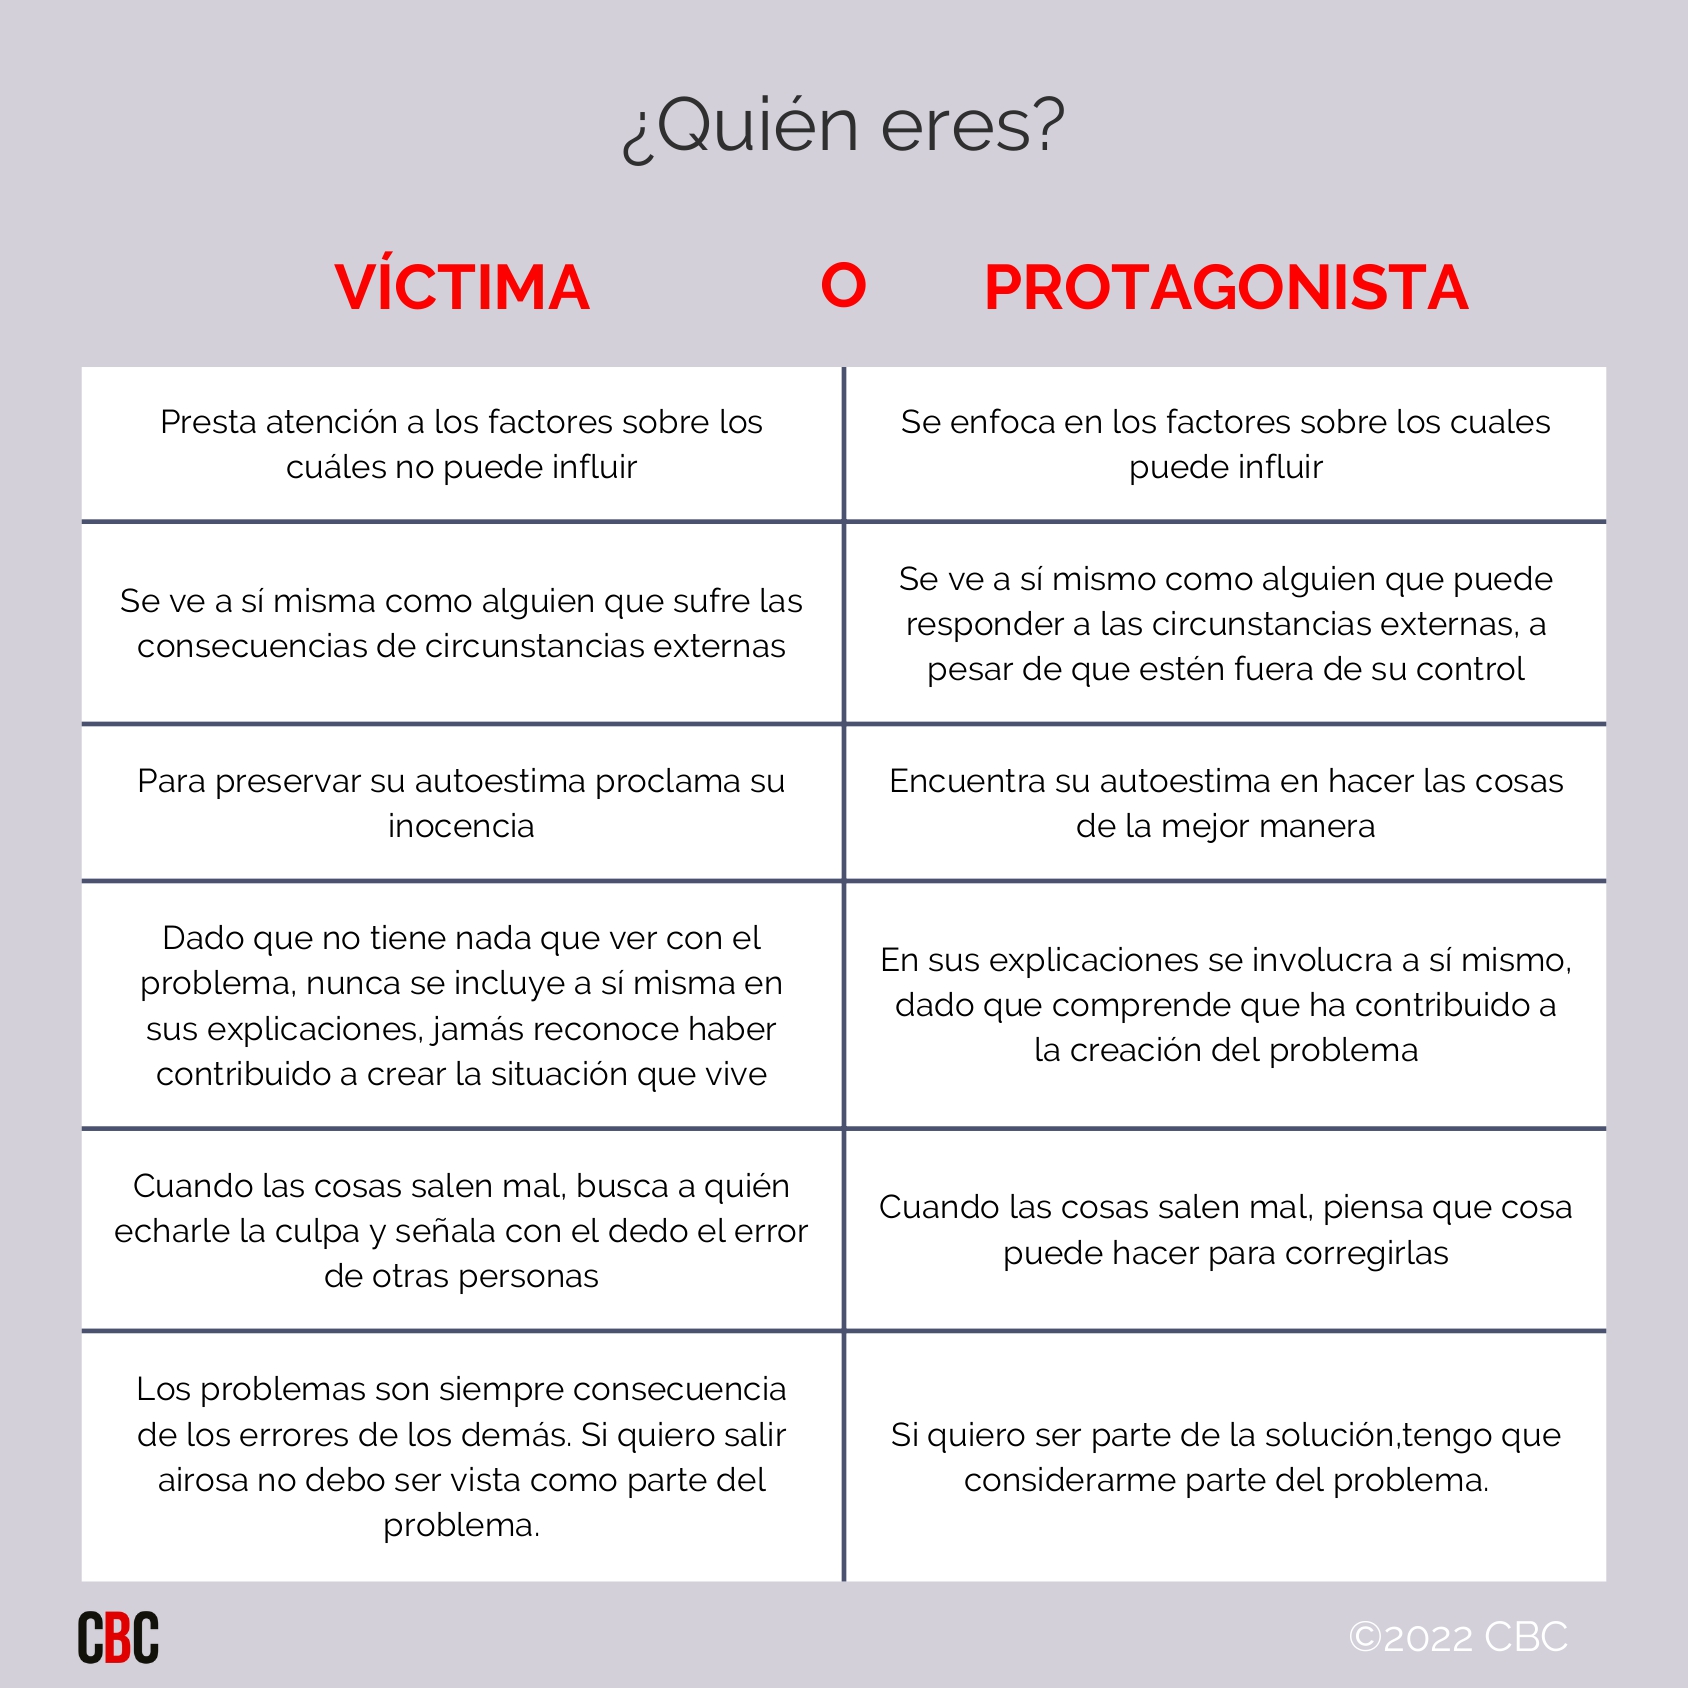 ¿Quién eres?
VÍCTIMA O PROTAGONISTA
Presta atención a los factores sobre los
cuáles no puede influir
Se enfoca en los factores sobre los cuales
puede influir
Se ve a sí misma como alguien que sufre las
consecuencias de circunstancias externas
Se ve a sí mismo como alguien que puede
responder a las circunstancias externas, a
pesar de que estén fuera de su control
Para preservar su autoestima proclama su
inocencia
Encuentra su autoestima en hacer las cosas
de la mejor manera
Dado que no tiene nada que ver con el
problema, nunca se incluye a sí misma en
sus explicaciones, jamás reconoce haber
contribuido a crear la situación que vive
En sus explicaciones se involucra a sí mismo,
dado que comprende que ha contribuido a
la creación del problema
Cuando las cosas salen mal, busca a quién
echarle la culpa y señala con el dedo el error
de otras personas
Cuando las cosas salen mal, piensa que cosa
puede hacer para corregirlas
Los problemas son siempre consecuencia
de los errores de los demás. Si quiero salir
airosa no debo ser vista como parte del
problema.
Si quiero ser parte de la solución,tengo que
considerarme parte del problema.
CBC
©2022 CBC